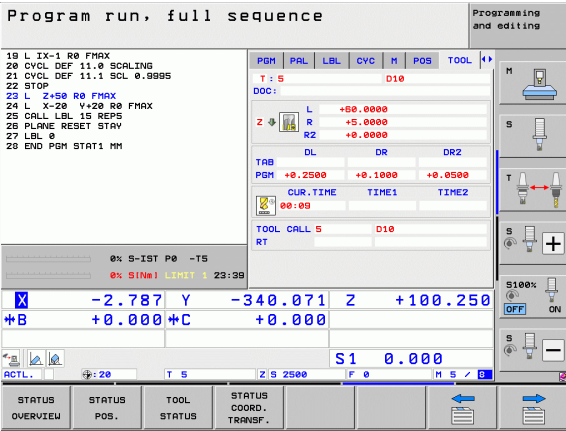 Program run, full sequence
Programming
and editing
19 L IX-1 R0 FMAX
20 CYCL DEF 11.0 SCALING
21 CYCL DEF 11.1 SCL 0.9995
22 STOP
23 L Z+50 R0 FMAX
24 L X-20 Y+20 R0 FMAX
25 CALL LBL 15 REP5
26 PLANE RESET STAY
27 LBL 0
28 END PGM STAT1 MM
PGM PAL LBL CYC M POS TOOL
T : 5 D10
DOC:
L +60.0000
Z R +5.0000
R2 +0.0000
DL DR DR2
TAB
PGM +0.2500 +0.1000 +0.0500
CUR.TIME TIME1 TIME2
00:09
TOOL CALL 5 D10
RT
0% S-IST P0 -T5
0% S[Nm] LIMIT 1 23:39
X -2.787 Y -340.071 Z +100.250
B +0.000 C +0.000
S1 0.000
ACTL. :20 T 5 Z S 2500 F 0 M 5 / 8
M
S
T
S
S100%
OFF ON
S
STATUS
OVERVIEW
STATUS
POS.
TOOL
STATUS
STATUS
COORD.
TRANSF.